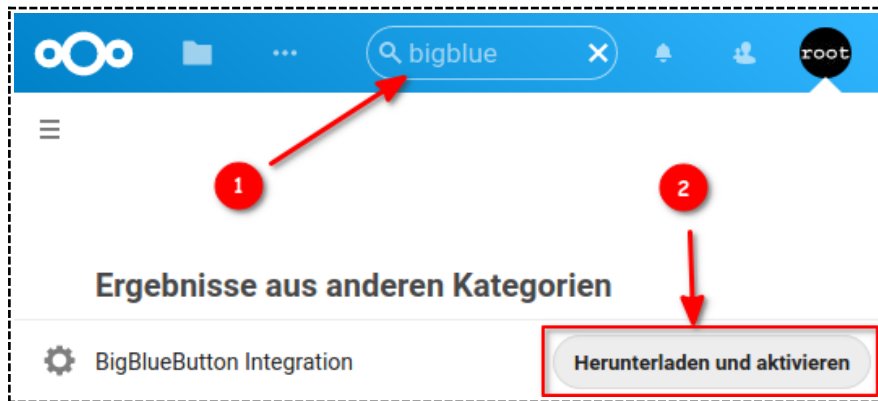 bigblue
root
1
2
Ergebnisse aus anderen Kategorien
BigBlueButton Integration
Herunterladen und aktivieren